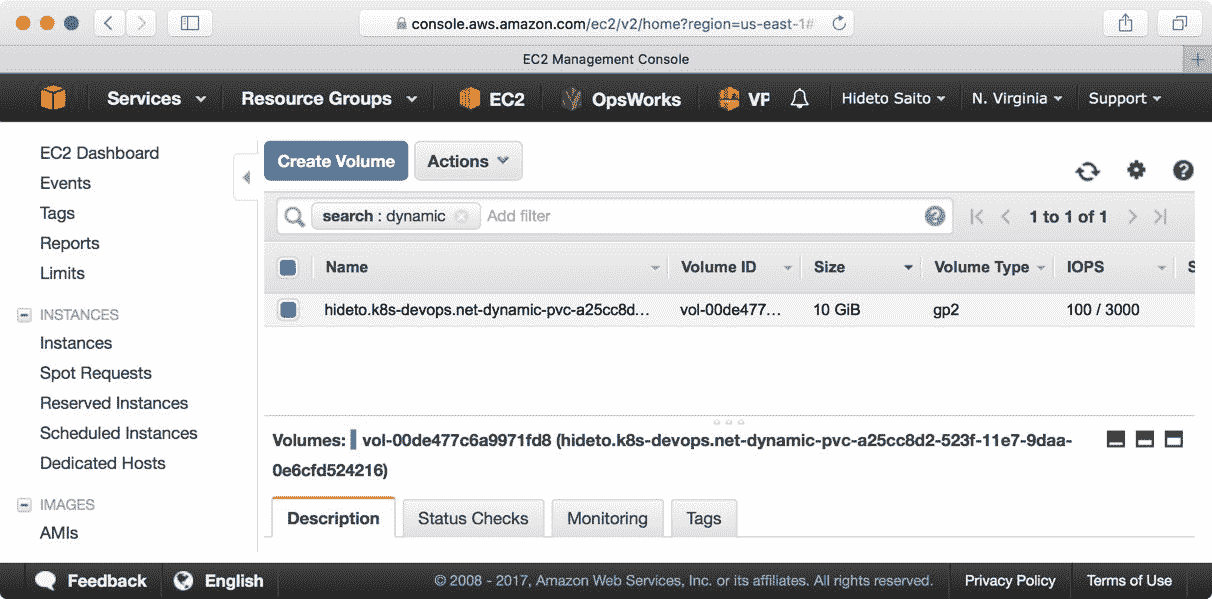 console.aws.amazon.com/ec2/v2/home?region=us-east-1#
EC2 Management Console
Services Resource Groups EC2 OpsWorks VP Hideto Saito N. Virginia Support
EC2 Dashboard
Events
Tags
Reports
Limits
INSTANCES
Instances
Spot Requests
Reserved Instances
Scheduled Instances
Dedicated Hosts
IMAGES
AMIs
Create Volume Actions
search : dynamic Add filter 1 to 1 of 1
Name Volume ID Size Volume Type IOPS S
hideto.k8s-devops.net-dynamic-pvc-a25cc8d... vol-00de477... 10 GiB gp2 100 / 3000
Volumes: vol-00de477c6a9971fd8 (hideto.k8s-devops.net-dynamic-pvc-a25cc8d2-523f-11e7-9daa-
0e6cfd524216)
Description Status Checks Monitoring Tags
Feedback English © 2008 - 2017, Amazon Web Services, Inc. or its affiliates. All rights reserved. Privacy Policy Terms of Use